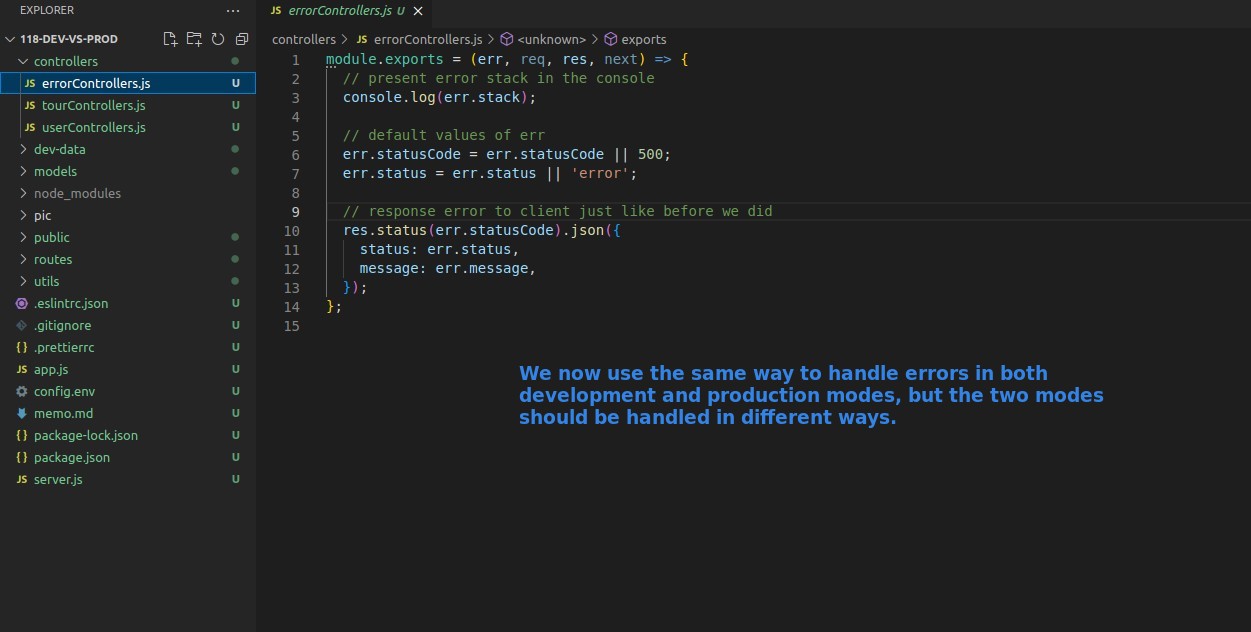 EXPLORER ...
118-DEV-VS-PROD
controllers
JS errorControllers.js U
JS tourControllers.js U
JS userControllers.js U
dev-data
models
node_modules
pic
public
routes
utils
.eslintrc.json U
.gitignore U
{} .prettierrc U
JS app.js U
config.env U
memo.md U
{} package-lock.json U
{} package.json U
JS server.js U
JS errorControllers.js U ×
controllers > JS errorControllers.js > <unknown> > exports
1 module.exports = (err, req, res, next) => {
2 // present error stack in the console
3 console.log(err.stack);
4
5 // default values of err
6 err.statusCode = err.statusCode || 500;
7 err.status = err.status || 'error';
8
9 // response error to client just like before we did
10 res.status(err.statusCode).json({
11 status: err.status,
12 message: err.message,
13 });
14 };
15
We now use the same way to handle errors in both
development and production modes, but the two modes
should be handled in different ways.